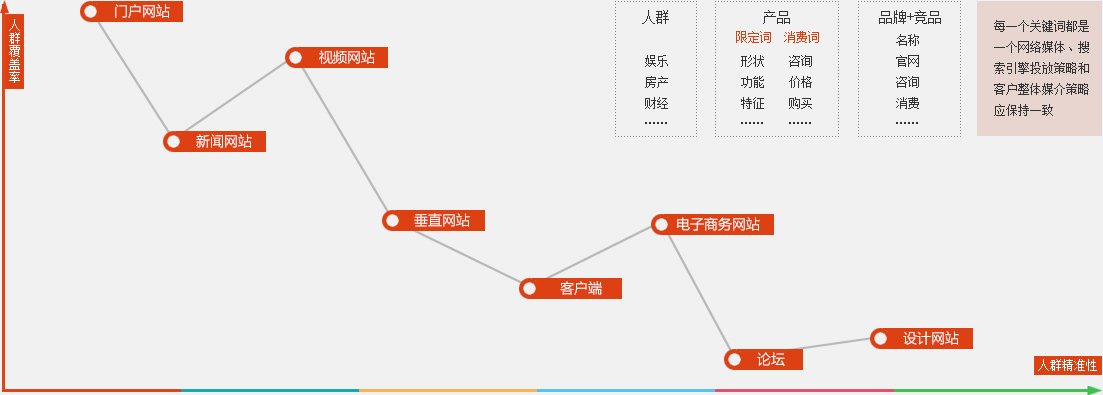 人群覆盖率
门户网站
视频网站
新闻网站
垂直网站
电子商务网站
客户端
设计网站
论坛
人群精准性
人群
娱乐
房产
财经
……
产品
限定词 消费词
形状 咨询
功能 价格
特征 购买
…… ……
品牌+竞品
名称
官网
咨询
消费
……
每一个关键词都是
一个网络媒体、搜
索引擎投放策略和
客户整体媒介策略
应保持一致